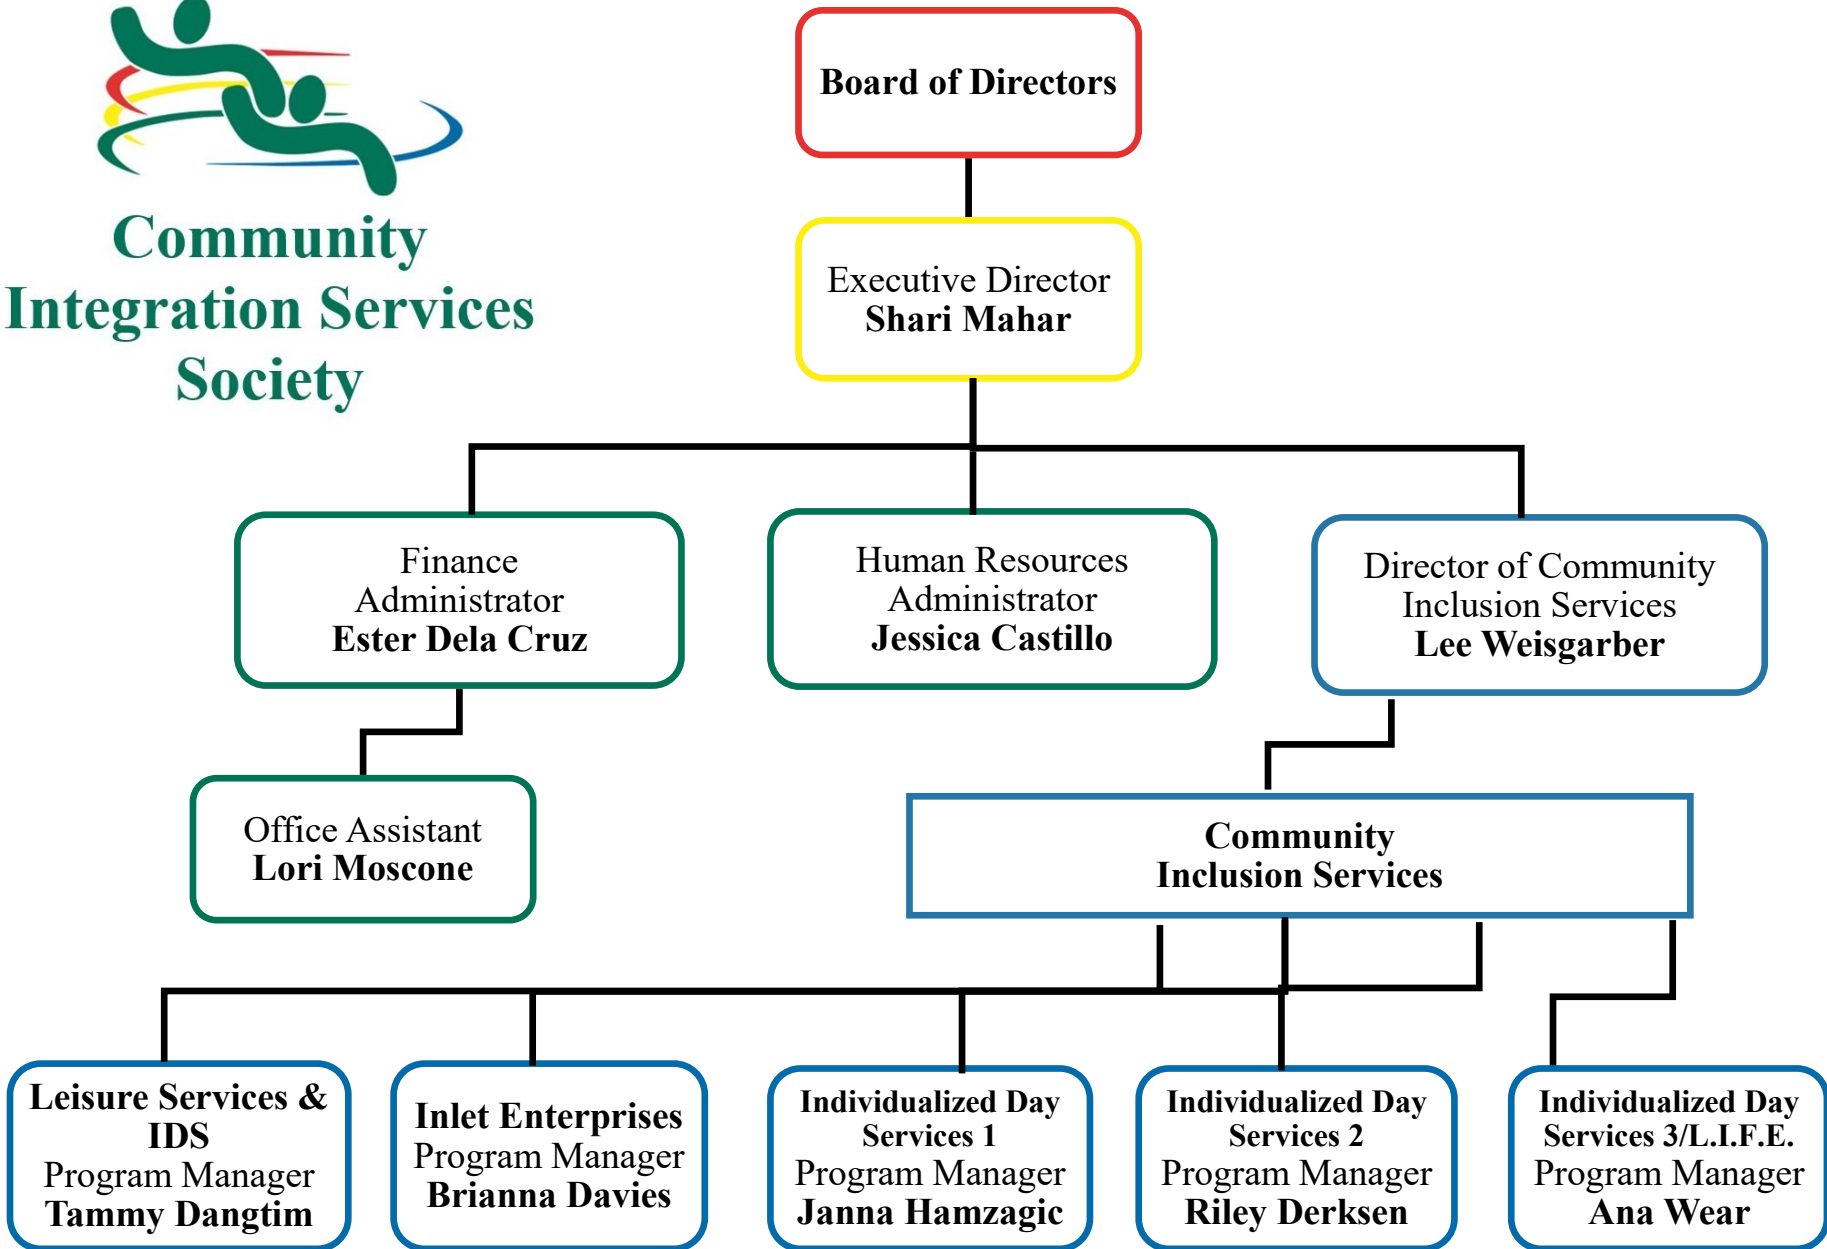 Community
Integration Services
Society
Board of Directors
Executive Director
Shari Mahar
Finance
Administrator
Ester Dela Cruz
Human Resources
Administrator
Jessica Castillo
Director of Community
Inclusion Services
Lee Weisgarber
Office Assistant
Lori Moscone
Community
Inclusion Services
Leisure Services &
IDS
Program Manager
Tammy Dangtim
Inlet Enterprises
Program Manager
Brianna Davies
Individualized Day
Services 1
Program Manager
Janna Hamzagic
Individualized Day
Services 2
Program Manager
Riley Derksen
Individualized Day
Services 3/L.I.F.E.
Program Manager
Ana Wear